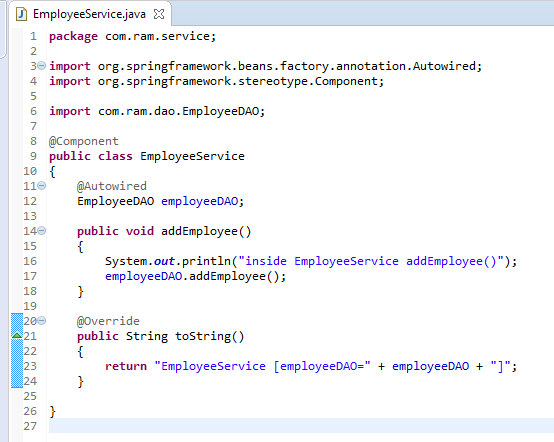 EmployeeService.java
1 package com.ram.service;
2
3 import org.springframework.beans.factory.annotation.Autowired;
4 import org.springframework.stereotype.Component;
5
6 import com.ram.dao.EmployeeDAO;
7
8 @Component
9 public class EmployeeService
10 {
11     @Autowired
12     EmployeeDAO employeeDAO;
13
14     public void addEmployee()
15     {
16         System.out.println("inside EmployeeService addEmployee()");
17         employeeDAO.addEmployee();
18     }
19
20     @Override
21     public String toString()
22     {
23         return "EmployeeService [employeeDAO=" + employeeDAO + "]";
24     }
25
26 }
27